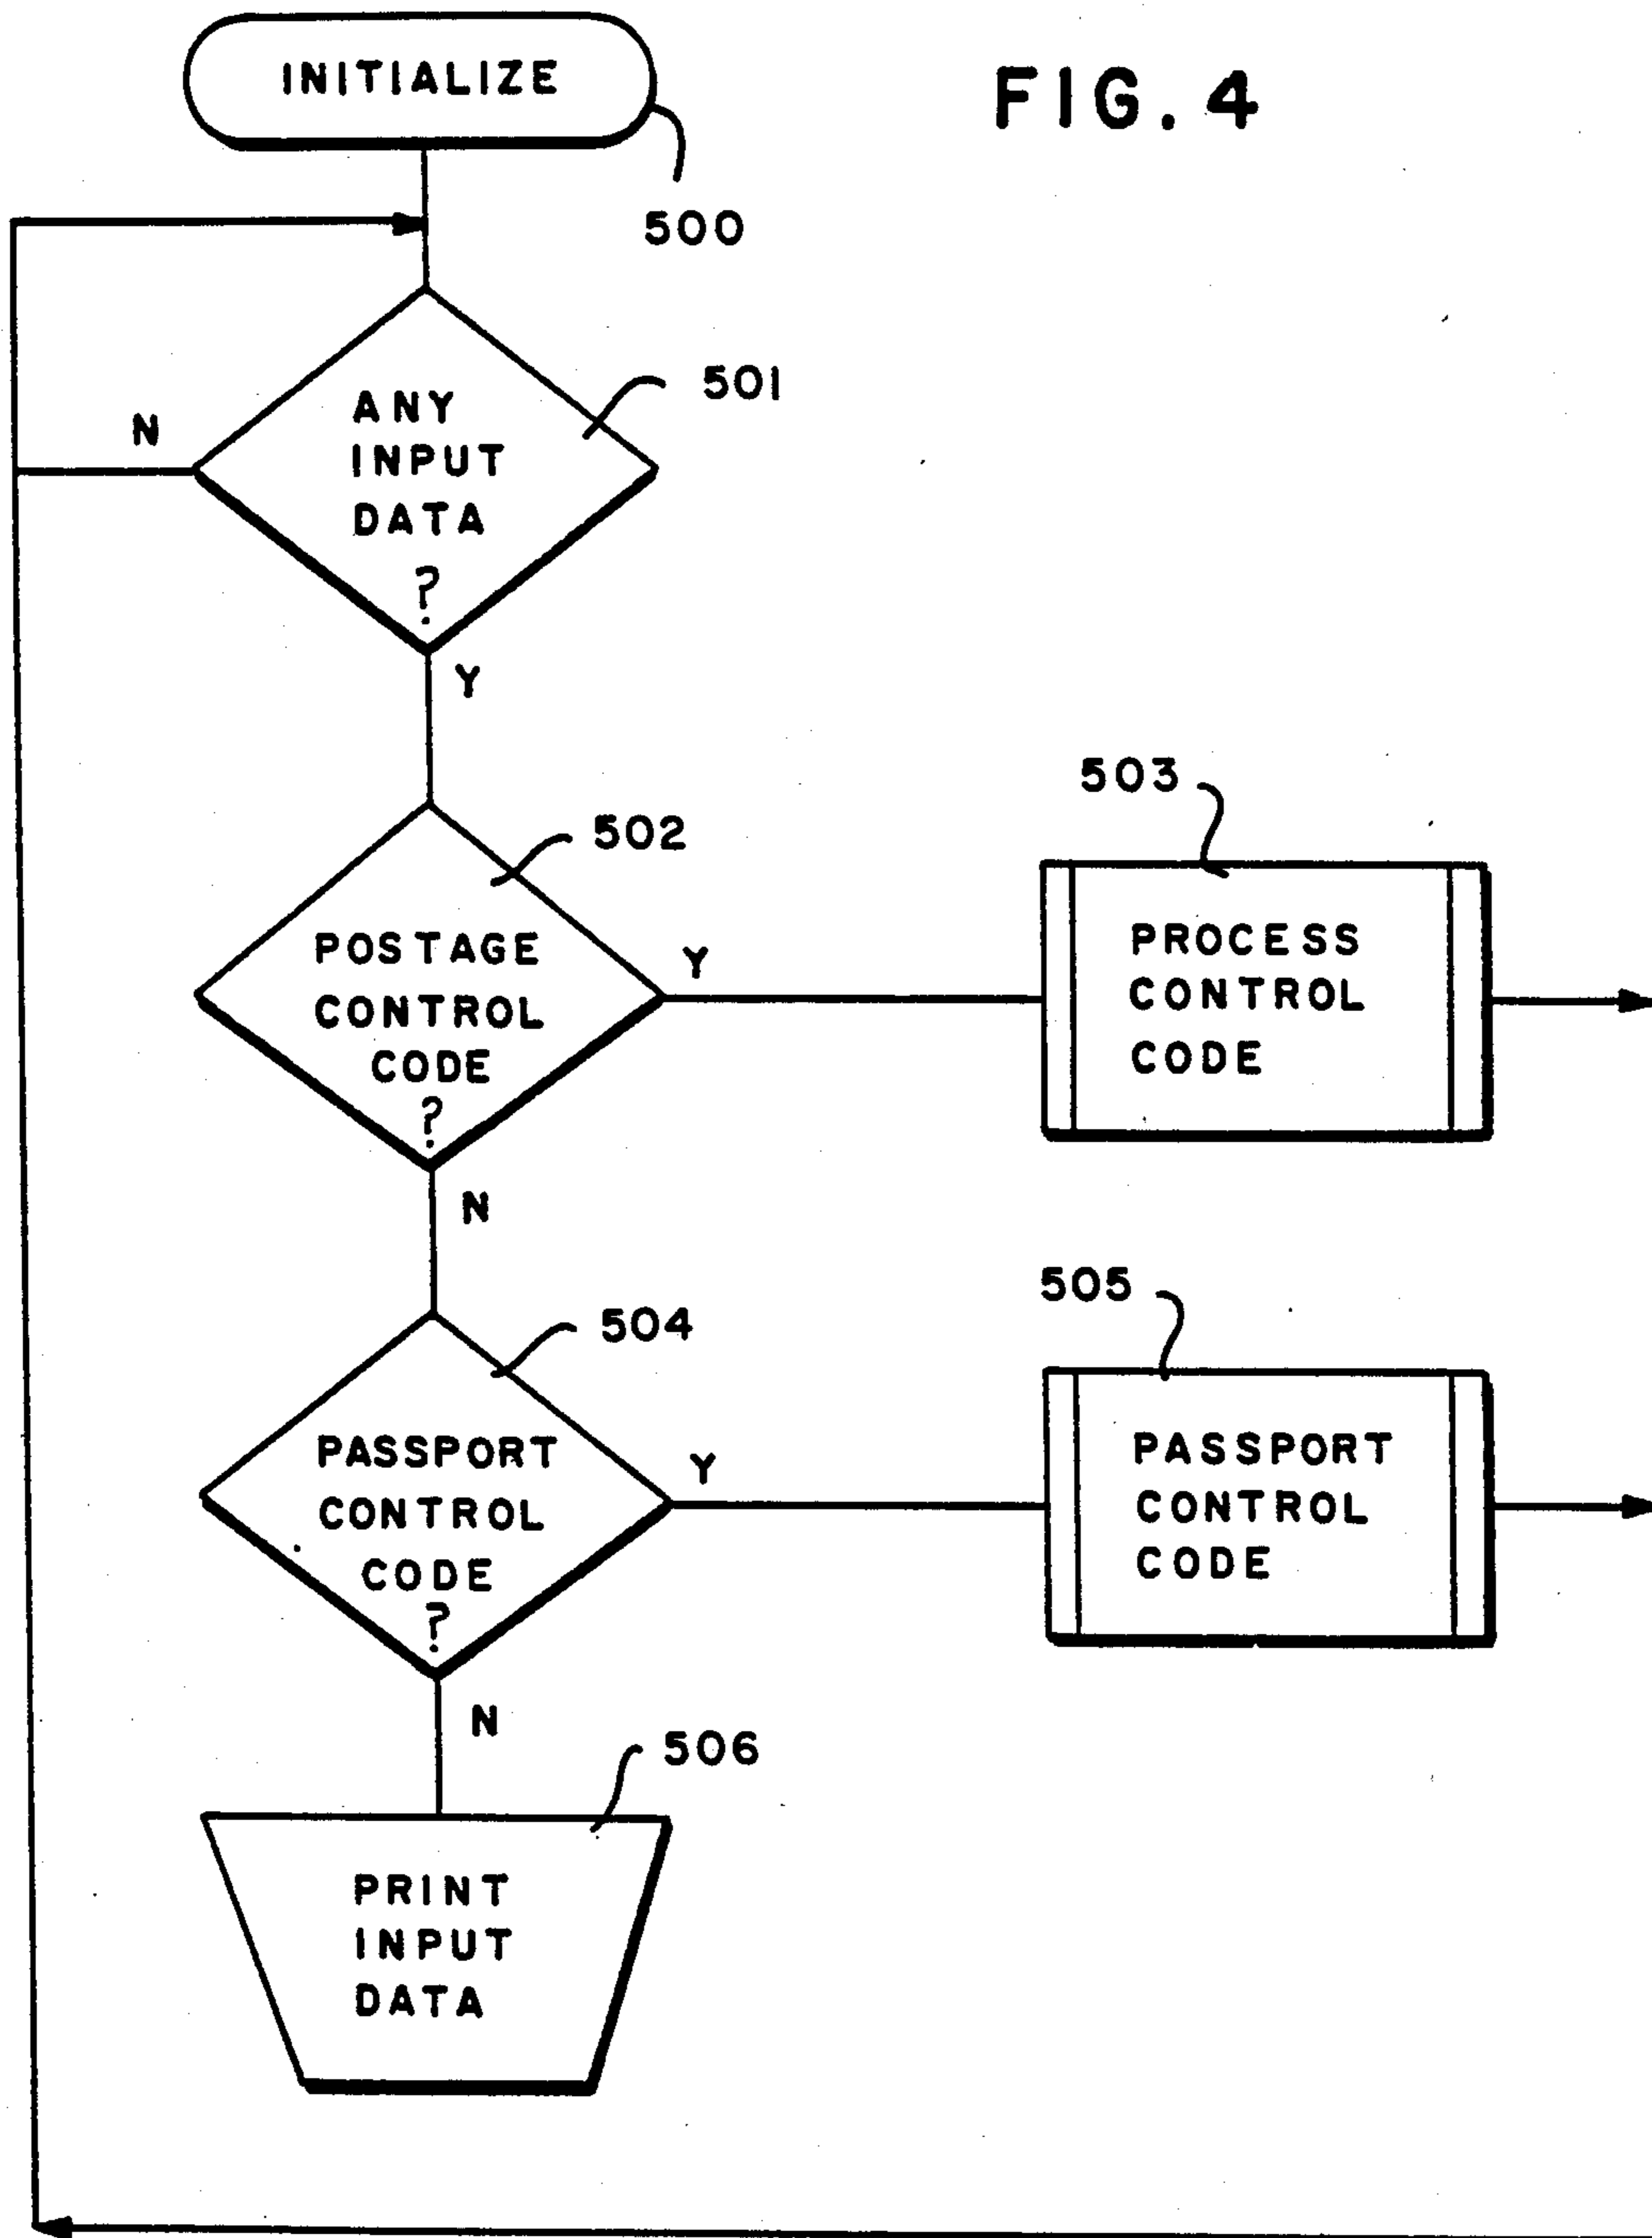 INITIALIZE
FIG. 4
500
ANY
INPUT
DATA
?
501
N
Y
502
POSTAGE
CONTROL
CODE
?
Y
503
PROCESS
CONTROL
CODE
N
504
PASSPORT
CONTROL
CODE
?
Y
505
PASSPORT
CONTROL
CODE
N
506
PRINT
INPUT
DATA